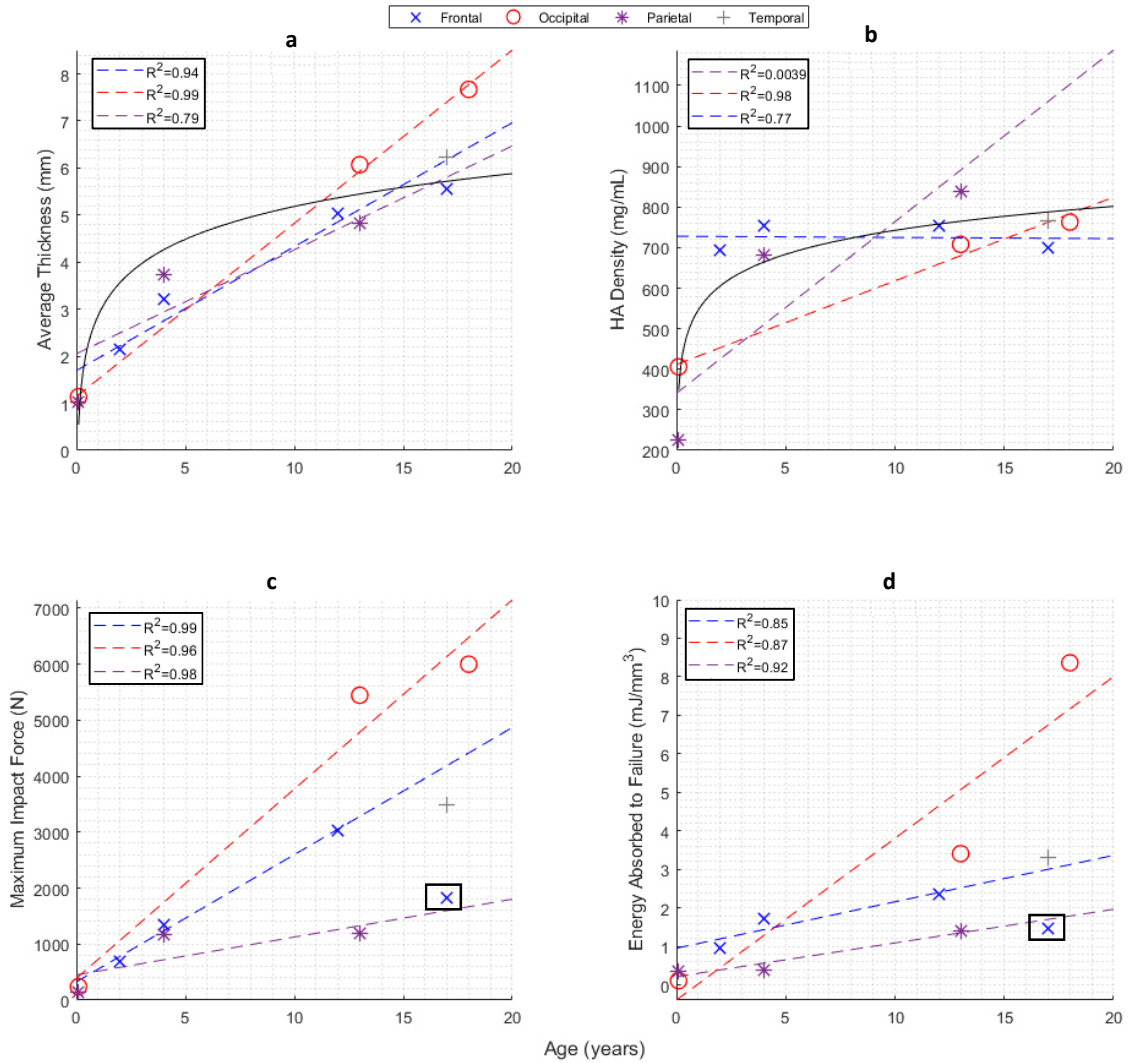 Frontal Occipital Parietal Temporal
a
R²=0.94
R²=0.99
R²=0.79
Average Thickness (mm)
8
7
6
5
4
3
2
1
0
0 5 10 15 20
b
R²=0.0039
R²=0.98
R²=0.77
HA Density (mg/mL)
1100
1000
900
800
700
600
500
400
300
200
0 5 10 15 20
c
R²=0.99
R²=0.96
R²=0.98
Maximum Impact Force (N)
7000
6000
5000
4000
3000
2000
1000
0
0 5 10 15 20
d
R²=0.85
R²=0.87
R²=0.92
Energy Absorbed to Failure (mJ/mm³)
10
9
8
7
6
5
4
3
2
1
0
0 5 10 15 20
Age (years)